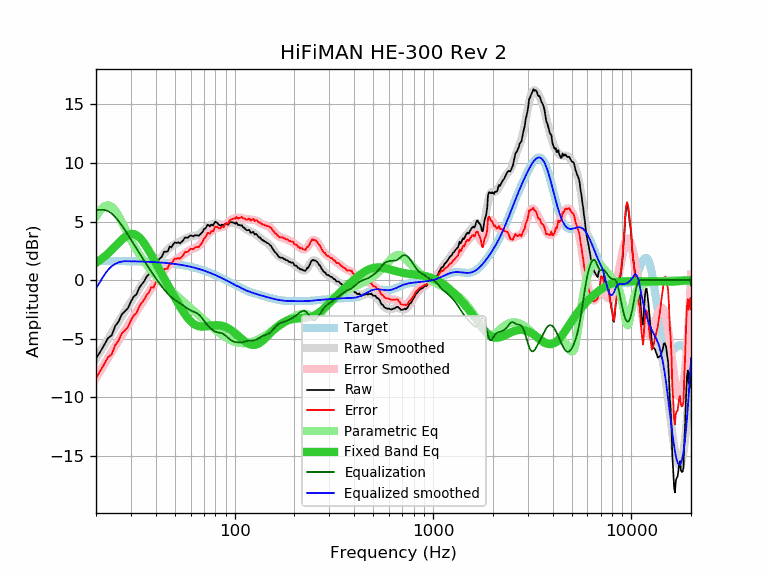 HiFiMAN HE-300 Rev 2
Amplitude (dBr)
15
10
5
0
−5
−10
−15
Target
Raw Smoothed
Error Smoothed
Raw
Error
Parametric Eq
Fixed Band Eq
Equalization
Equalized smoothed
100
1000
10000
Frequency (Hz)